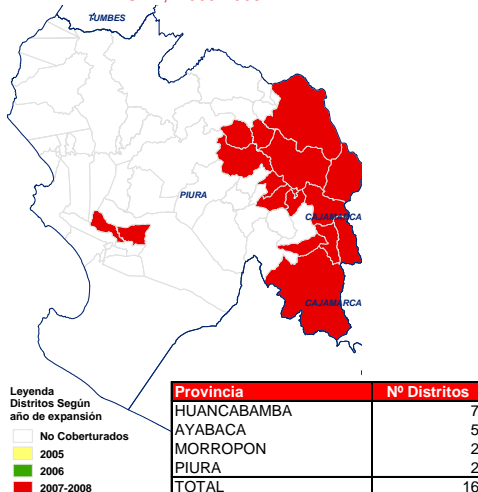 TUMBES
PIURA
CAJAMARCA
CAJAMARCA
Leyenda
Distritos Según
año de expansión
No Coberturados
2005
2006
2007-2008
Provincia Nº Distritos
HUANCABAMBA 7
AYABACA 5
MORROPON 2
PIURA 2
TOTAL 16